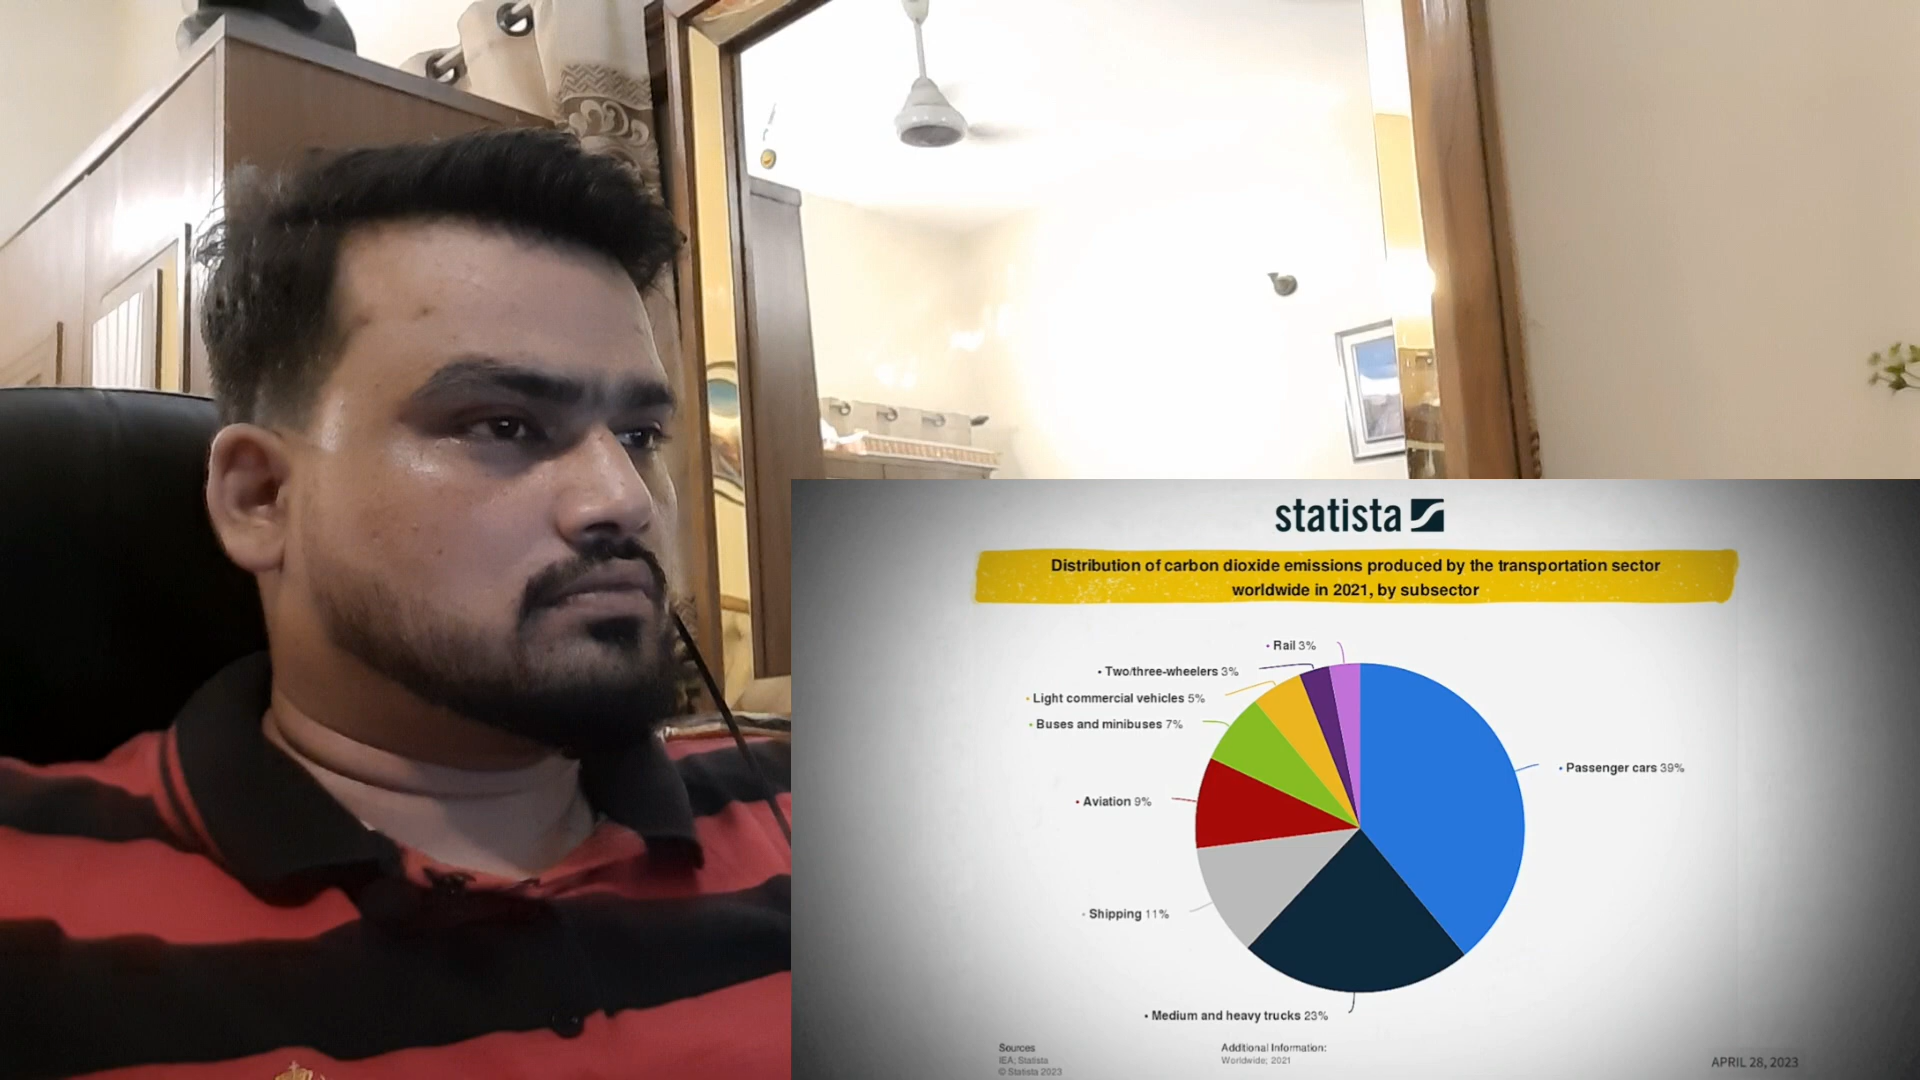 statista
Distribution of carbon dioxide emissions produced by the transportation sector
worldwide in 2021, by subsector
• Rail 3%
• Two/three-wheelers 3%
• Light commercial vehicles 5%
• Buses and minibuses 7%
• Passenger cars 39%
• Aviation 9%
• Shipping 11%
• Medium and heavy trucks 23%
Sources
IEA; Statista
© Statista 2023
Additional Information:
Worldwide; 2021
APRIL 28, 2023